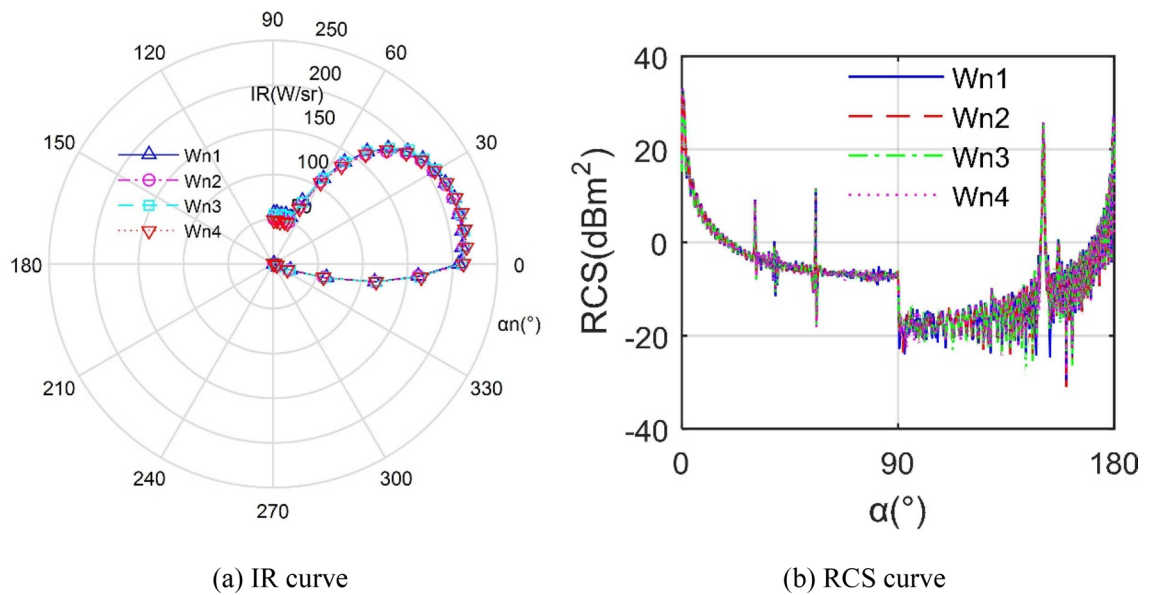 90
250
120
60
200
IR(W/sr)
150
150
30
100
50
Wn1
Wn2
Wn3
Wn4
180
0
αn(°)
210
330
240
300
270
(a) IR curve
40
20
0
-20
-40
RCS(dBm²)
Wn1
Wn2
Wn3
Wn4
0
90
180
α(°)
(b) RCS curve